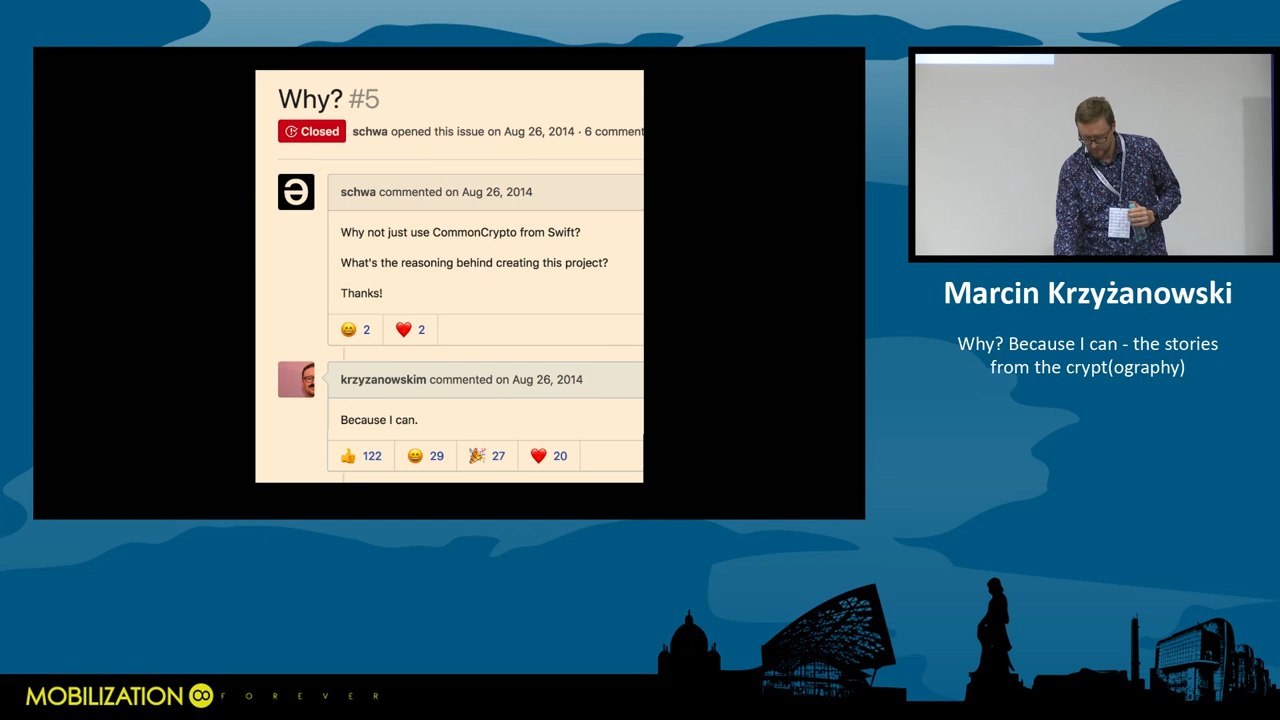 Why? #5
Closed schwa opened this issue on Aug 26, 2014 · 6 comment
schwa commented on Aug 26, 2014
Why not just use CommonCrypto from Swift?
What's the reasoning behind creating this project?
Thanks!
😄 2 ❤️ 2
krzyzanowskim commented on Aug 26, 2014
Because I can.
👍 122 😄 29 🎉 27 ❤️ 20
Marcin Krzyżanowski
Why? Because I can - the stories
from the crypt(ography)
MOBILIZATION FOREVER